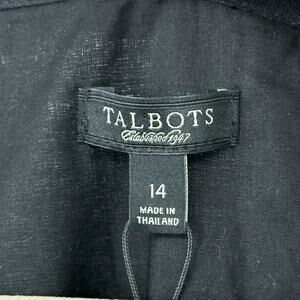 TALBOTS
Established 1947
14
MADE IN
THAILAND